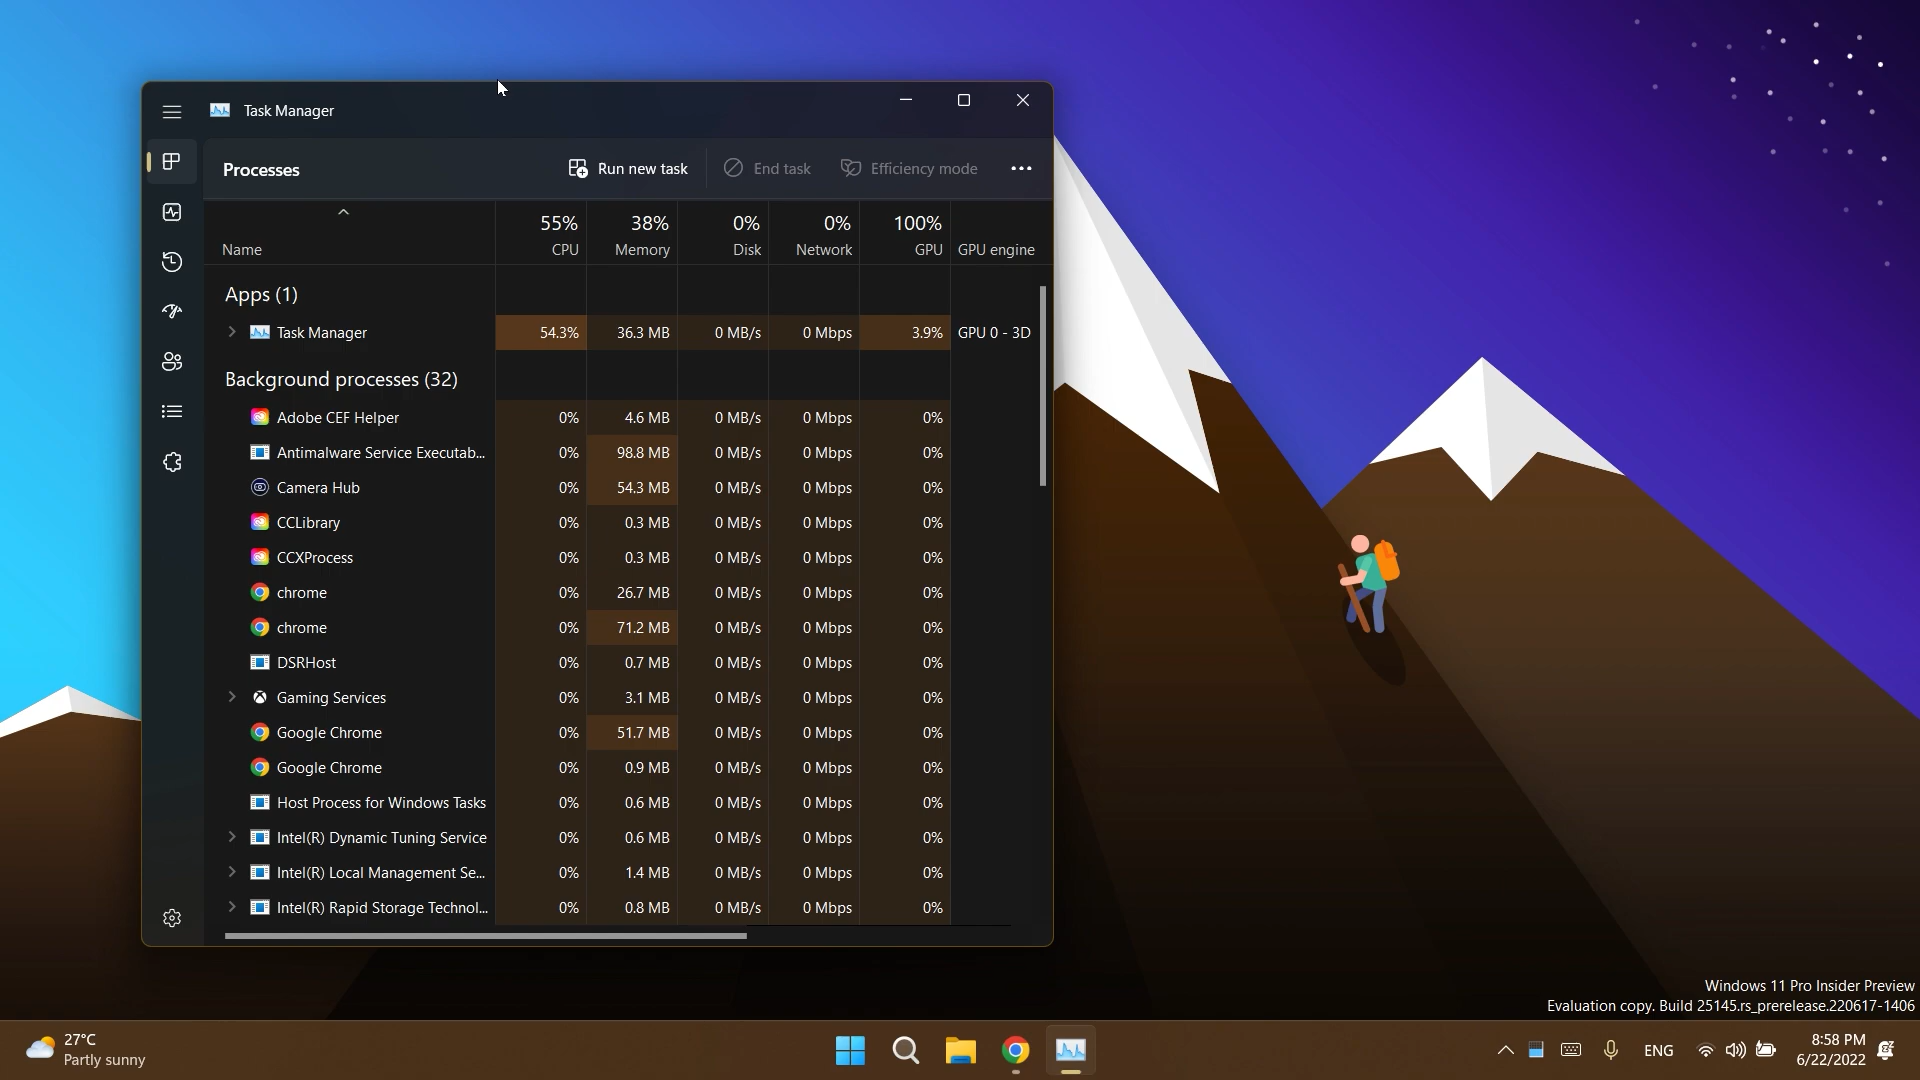 Task Manager
Processes
Run new task
End task
Efficiency mode
55% 38% 0% 0% 100%
Name CPU Memory Disk Network GPU GPU engine
Apps (1)
Task Manager 54.3% 36.3 MB 0 MB/s 0 Mbps 3.9% GPU 0 - 3D
Background processes (32)
Adobe CEF Helper 0% 4.6 MB 0 MB/s 0 Mbps 0%
Antimalware Service Executab... 0% 98.8 MB 0 MB/s 0 Mbps 0%
Camera Hub 0% 54.3 MB 0 MB/s 0 Mbps 0%
CCLibrary 0% 0.3 MB 0 MB/s 0 Mbps 0%
CCXProcess 0% 0.3 MB 0 MB/s 0 Mbps 0%
chrome 0% 26.7 MB 0 MB/s 0 Mbps 0%
chrome 0% 71.2 MB 0 MB/s 0 Mbps 0%
DSRHost 0% 0.7 MB 0 MB/s 0 Mbps 0%
Gaming Services 0% 3.1 MB 0 MB/s 0 Mbps 0%
Google Chrome 0% 51.7 MB 0 MB/s 0 Mbps 0%
Google Chrome 0% 0.9 MB 0 MB/s 0 Mbps 0%
Host Process for Windows Tasks 0% 0.6 MB 0 MB/s 0 Mbps 0%
Intel(R) Dynamic Tuning Service 0% 0.6 MB 0 MB/s 0 Mbps 0%
Intel(R) Local Management Se... 0% 1.4 MB 0 MB/s 0 Mbps 0%
Intel(R) Rapid Storage Technol... 0% 0.8 MB 0 MB/s 0 Mbps 0%
Windows 11 Pro Insider Preview
Evaluation copy. Build 25145.rs_prerelease.220617-1406
27°C
Partly sunny
ENG
8:58 PM
6/22/2022